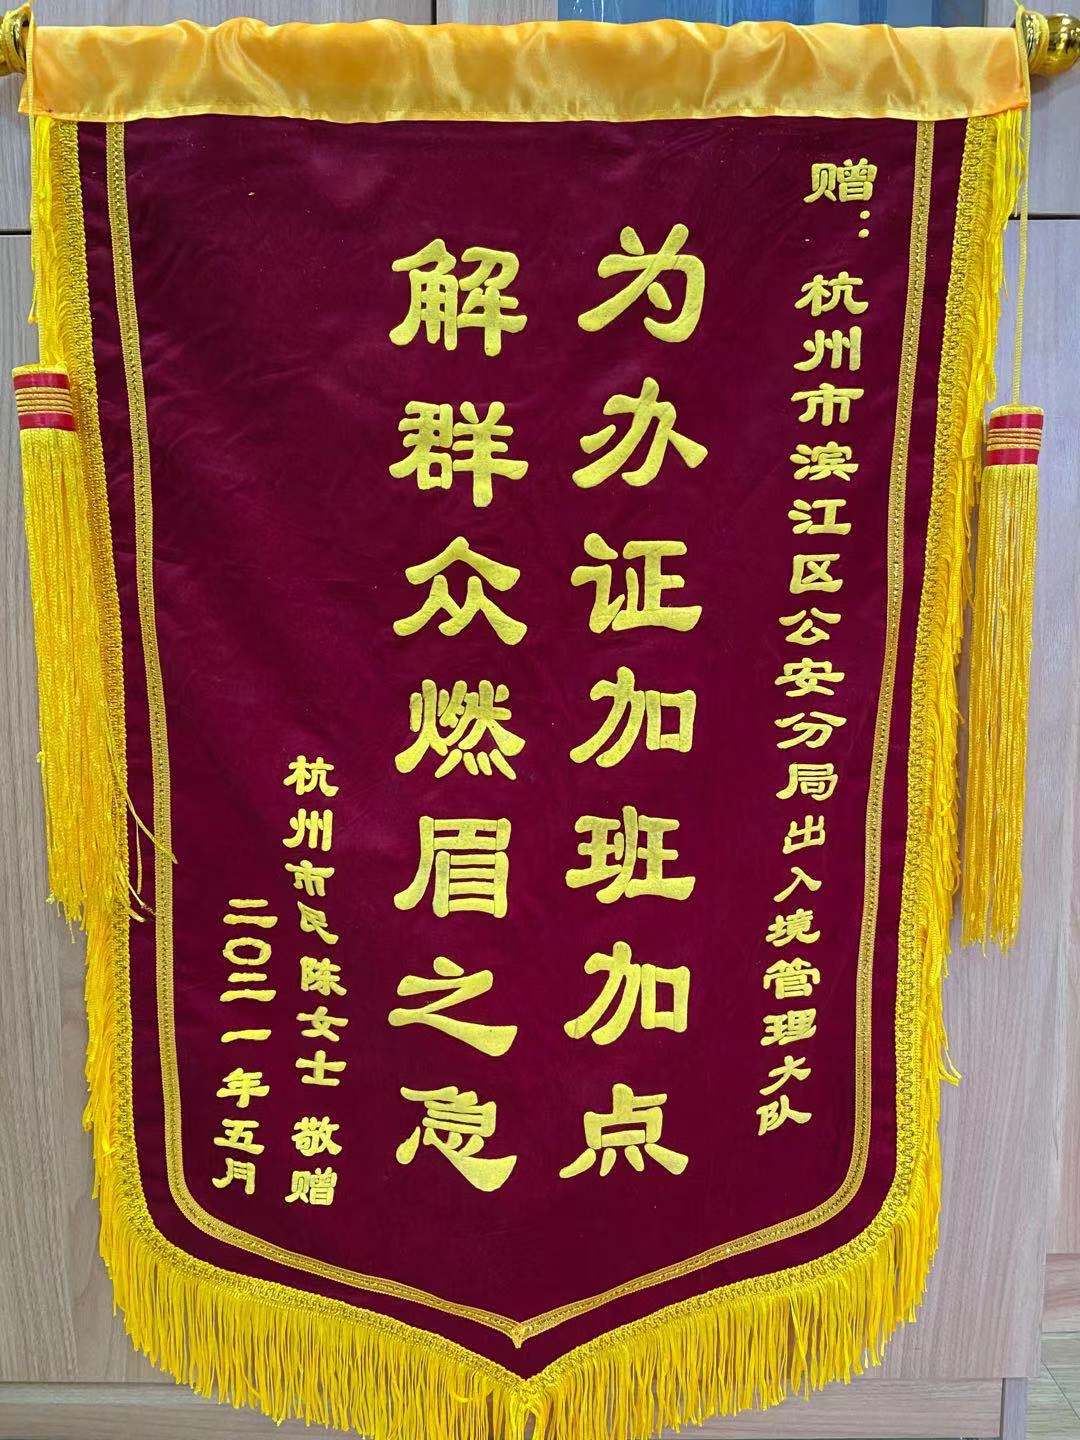 赠：杭州市滨江区公安分局出入境管理大队
为办证加班加点
解群众燃眉之急
杭州市民陈女士 敬赠
二〇二一年五月